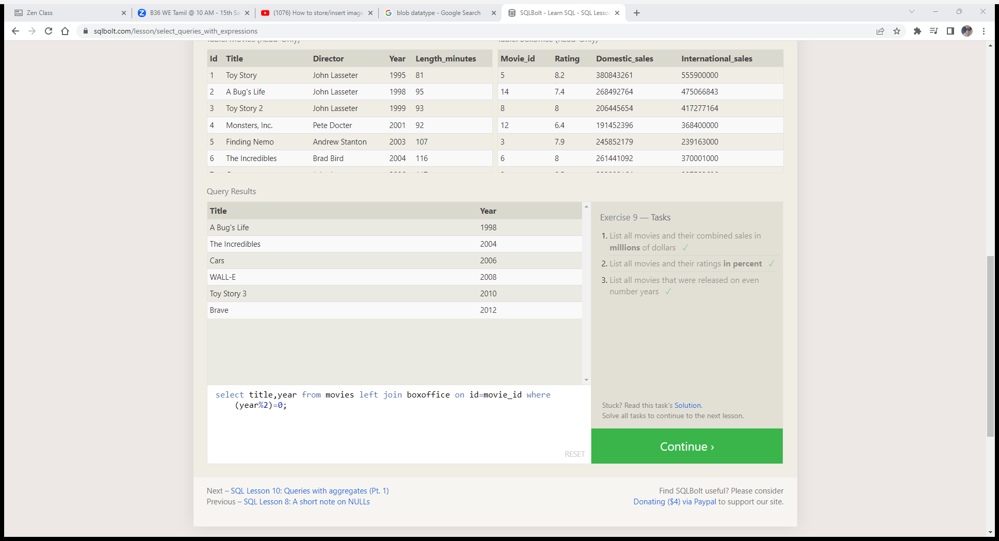 Zen Class
B36 WE Tamil @ 10 AM - 15th Sa
(1076) How to store/insert image
blob datatype - Google Search
SQLBolt - Learn SQL - SQL Lesso
sqlbolt.com/lesson/select_queries_with_expressions
Table: Movies (Read-Only)
Table: Boxoffice (Read-Only)
Id Title Director Year Length_minutes
1 Toy Story John Lasseter 1995 81
2 A Bug's Life John Lasseter 1998 95
3 Toy Story 2 John Lasseter 1999 93
4 Monsters, Inc. Pete Docter 2001 92
5 Finding Nemo Andrew Stanton 2003 107
6 The Incredibles Brad Bird 2004 116
Movie_id Rating Domestic_sales International_sales
5 8.2 380843261 555900000
14 7.4 268492764 475066843
8 8 206445654 417277164
12 6.4 191452396 368400000
3 7.9 245852179 239163000
6 8 261441092 370001000
Query Results
Title Year
A Bug's Life 1998
The Incredibles 2004
Cars 2006
WALL-E 2008
Toy Story 3 2010
Brave 2012
select title,year from movies left join boxoffice on id=movie_id where
(year%2)=0;
RESET
Exercise 9 — Tasks
1. List all movies and their combined sales in
millions of dollars ✓
2. List all movies and their ratings in percent ✓
3. List all movies that were released on even
number years ✓
Stuck? Read this task's Solution.
Solve all tasks to continue to the next lesson.
Continue ›
Next – SQL Lesson 10: Queries with aggregates (Pt. 1)
Previous – SQL Lesson 8: A short note on NULLs
Find SQLBolt useful? Please consider
Donating ($4) via Paypal to support our site.